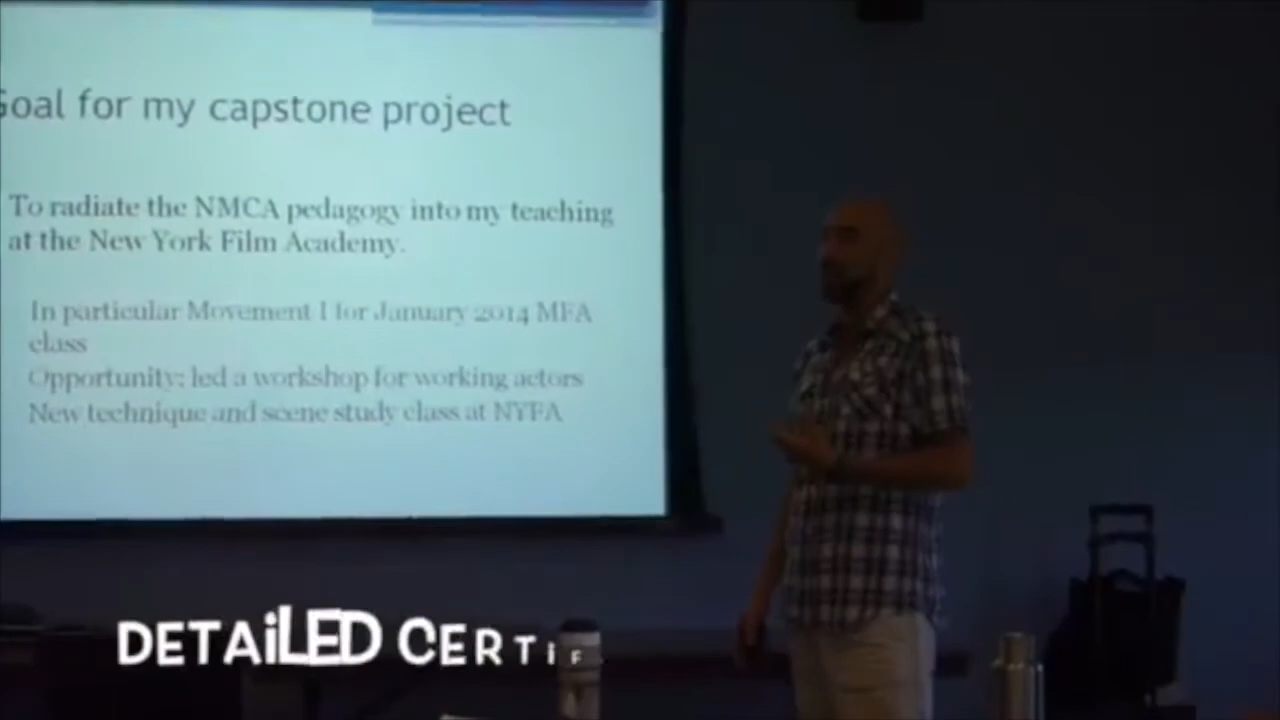 Goal for my capstone project
To radiate the NMCA pedagogy into my teaching
at the New York Film Academy.
In particular Movement I for January 2014 MFA
class
Opportunity: led a workshop for working actors
New technique and scene study class at NYFA
DETAiLED CERTiF